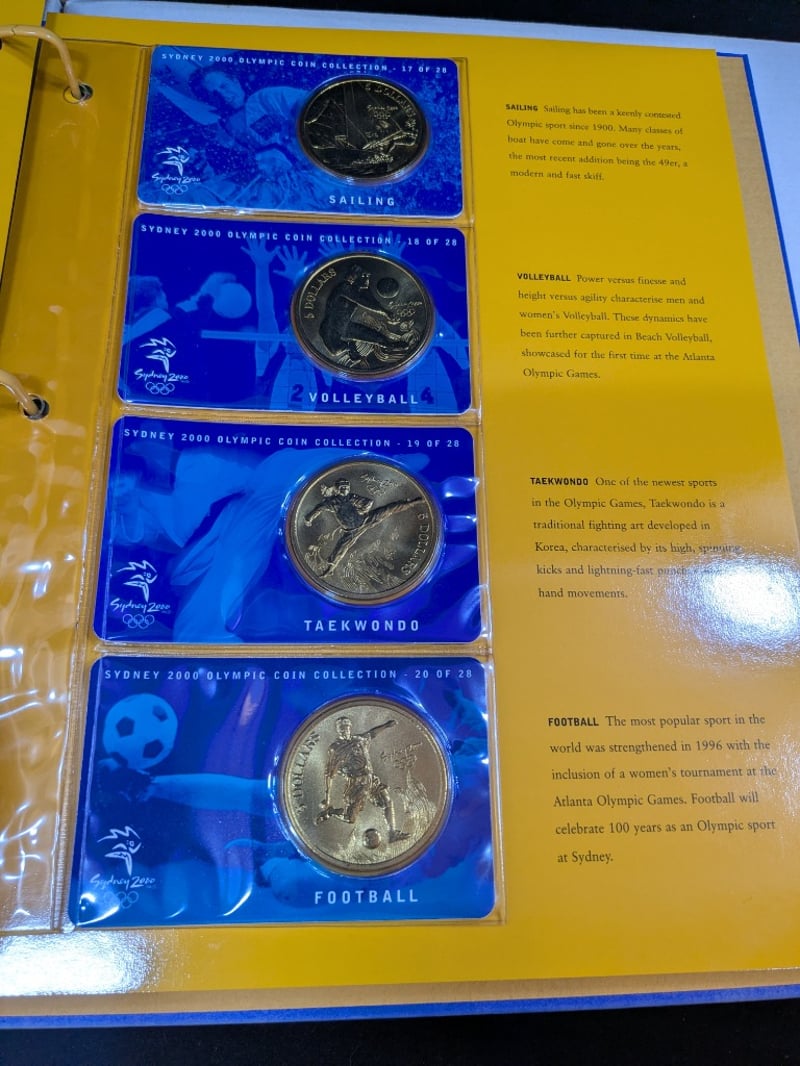 SYDNEY 2000 OLYMPIC COIN COLLECTION - 17 OF 28
5 DOLLARS
Sydney 2000
SAILING
SAILING Sailing has been a keenly contested
Olympic sport since 1900. Many classes of
boat have come and gone over the years,
the most recent addition being the 49er, a
modern and fast skiff.
SYDNEY 2000 OLYMPIC COIN COLLECTION - 18 OF 28
5 DOLLARS
Sydney 2000
2 VOLLEYBALL 4
VOLLEYBALL Power versus finesse and
height versus agility characterise men and
women's Volleyball. These dynamics have
been further captured in Beach Volleyball,
showcased for the first time at the Atlanta
Olympic Games.
SYDNEY 2000 OLYMPIC COIN COLLECTION - 19 OF 28
5 DOLLARS
Sydney 2000
TAEKWONDO
TAEKWONDO One of the newest sports
in the Olympic Games, Taekwondo is a
traditional fighting art developed in
Korea, characterised by its high, spinning
kicks and lightning-fast
hand movements.
SYDNEY 2000 OLYMPIC COIN COLLECTION - 20 OF 28
5 DOLLARS
Sydney 2000
FOOTBALL
FOOTBALL The most popular sport in the
world was strengthened in 1996 with the
inclusion of a women's tournament at the
Atlanta Olympic Games. Football will
celebrate 100 years as an Olympic sport
at Sydney.